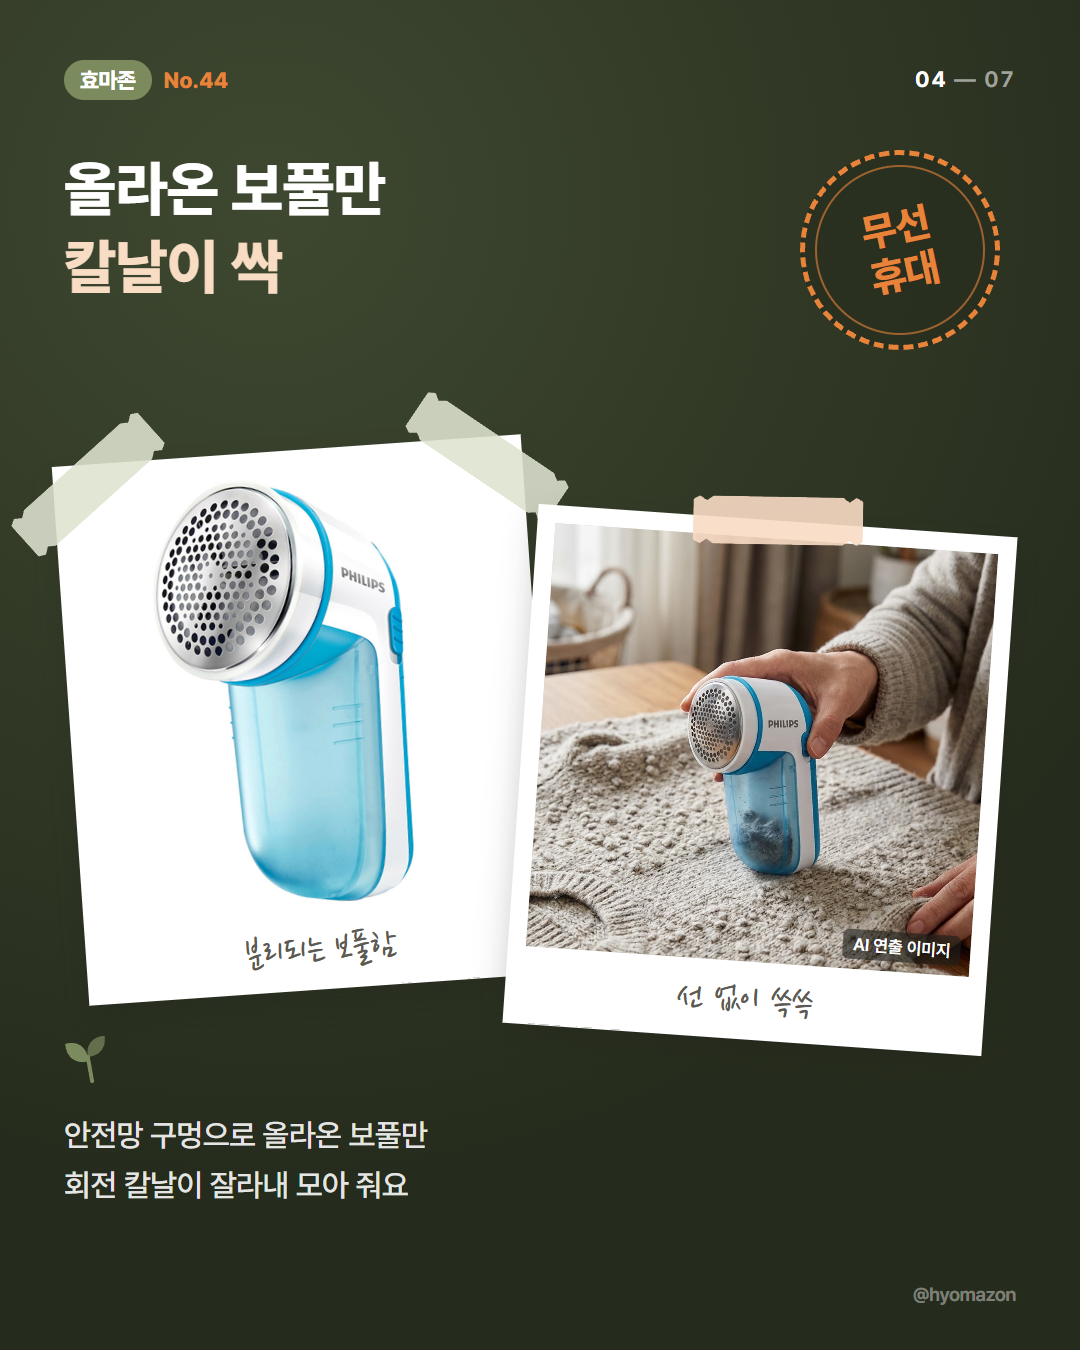 효마존 No.44
04 — 07
올라온 보풀만
칼날이 싹
무선
휴대
PHILIPS
분리되는 보풀함
PHILIPS
AI 연출 이미지
선 없이 쓱쓱
안전망 구멍으로 올라온 보풀만
회전 칼날이 잘라내 모아 줘요
@hyomazon